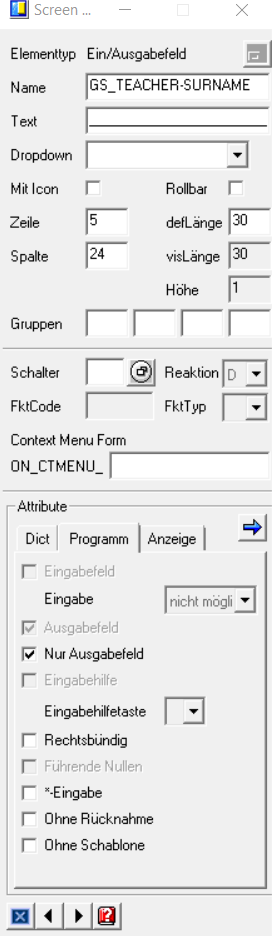 Screen ...
Elementtyp Ein/Ausgabefeld
Name GS_TEACHER-SURNAME
Text ______________________________
Dropdown
Mit Icon Rollbar
Zeile 5 defLänge 30
Spalte 24 visLänge 30
Höhe 1
Gruppen
Schalter Reaktion D
FktCode FktTyp
Context Menu Form
ON_CTMENU_
Attribute
Dict Programm Anzeige
Eingabefeld
Eingabe nicht mögli
Ausgabefeld
Nur Ausgabefeld
Eingabehilfe
Eingabehilfetaste
Rechtsbündig
Führende Nullen
*-Eingabe
Ohne Rücknahme
Ohne Schablone